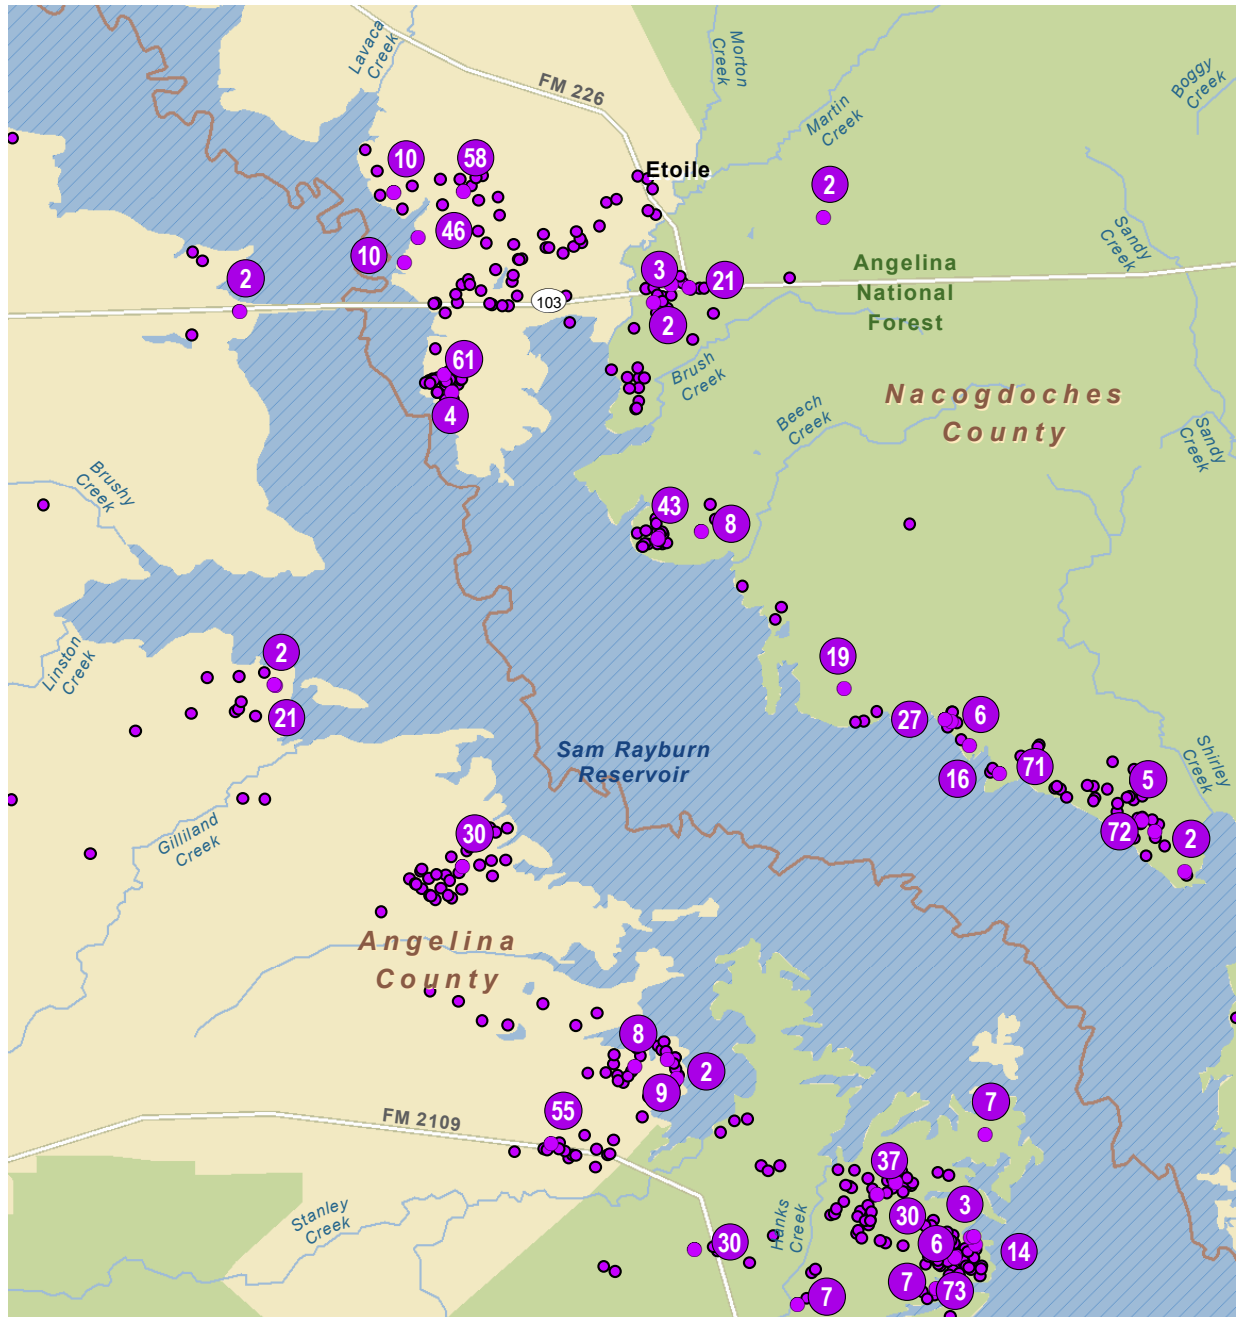 Lavaca
Creek
FM 226
Morton
Creek
Boggy
Creek
Martin
Creek
10
58
Etoile
2
46
10
Sandy
Creek
2
3
21
Angelina
National
Forest
103
2
61
4
Brush
Creek
Beech
Creek
Nacogdoches
County
Sandy
Creek
Brushy
Creek
43
8
Linston
Creek
2
21
19
27
6
Sam Rayburn
Reservoir
16
71
5
Shirley
Creek
72
2
Gilliland
Creek
30
Angelina
County
8
2
9
55
FM 2109
7
37
3
30
Stanley
Creek
Hanks
Creek
30
6
14
7
73
7